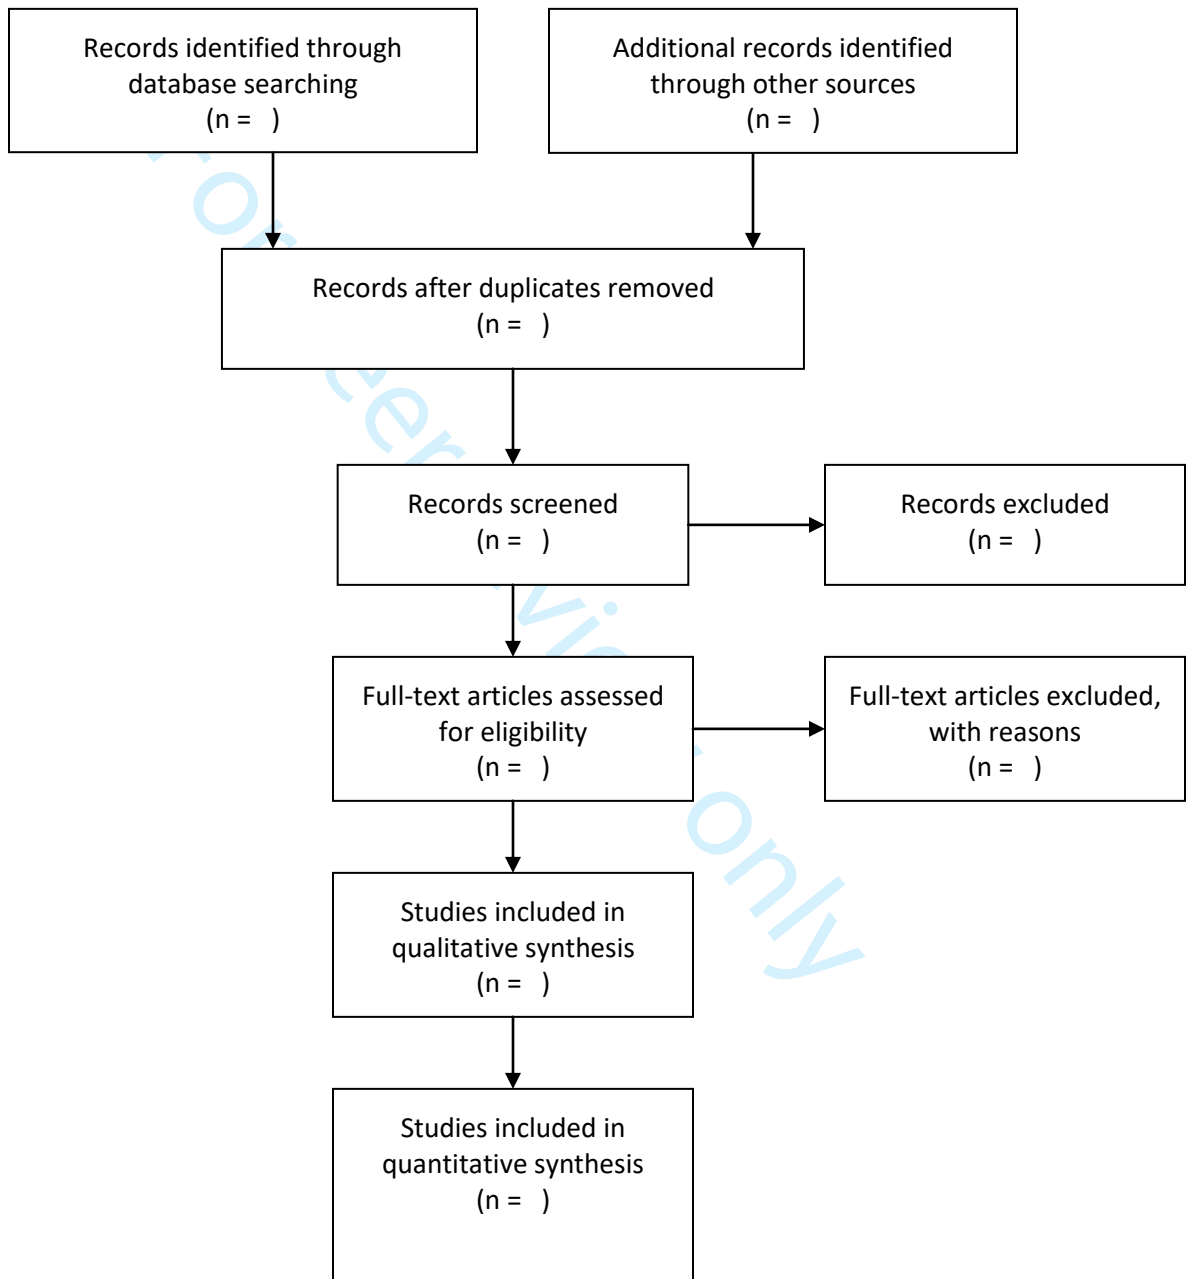 Records identified through
database searching
(n =   )
Additional records identified
through other sources
(n =   )
Records after duplicates removed
(n =   )
Records screened
(n =   )
Records excluded
(n =   )
Full-text articles assessed
for eligibility
(n =   )
Full-text articles excluded,
with reasons
(n =   )
Studies included in
qualitative synthesis
(n =   )
Studies included in
quantitative synthesis
(n =   )
only